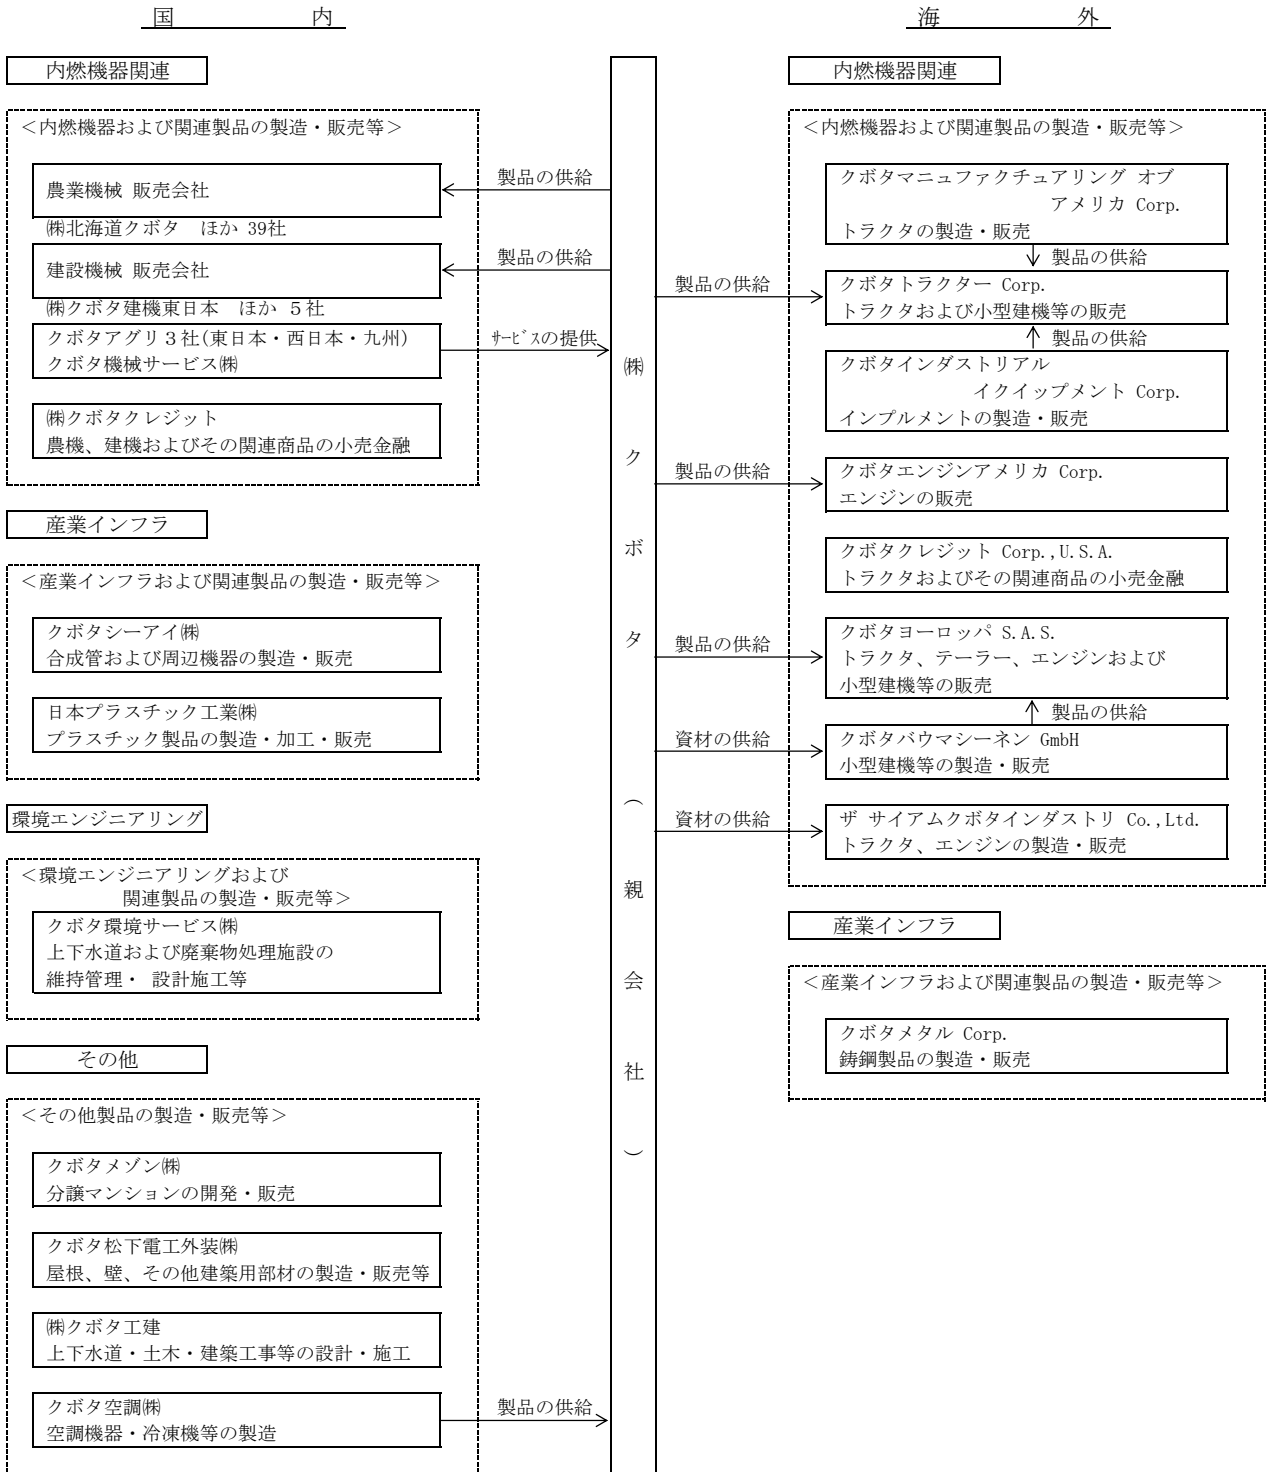 国 内
内燃機器関連
＜内燃機器および関連製品の製造・販売等＞
農業機械 販売会社
㈱北海道クボタ ほか 39社
製品の供給
建設機械 販売会社
㈱クボタ建機東日本 ほか ５社
製品の供給
クボタアグリ３社(東日本・西日本・九州)
クボタ機械サービス㈱
ｻｰﾋﾞｽの提供
㈱クボタクレジット
農機、建機およびその関連商品の小売金融
産業インフラ
＜産業インフラおよび関連製品の製造・販売等＞
クボタシーアイ㈱
合成管および周辺機器の製造・販売
日本プラスチック工業㈱
プラスチック製品の製造・加工・販売
環境エンジニアリング
＜環境エンジニアリングおよび
関連製品の製造・販売等＞
クボタ環境サービス㈱
上下水道および廃棄物処理施設の
維持管理・ 設計施工等
その他
＜その他製品の製造・販売等＞
クボタメゾン㈱
分譲マンションの開発・販売
クボタ松下電工外装㈱
屋根、壁、その他建築用部材の製造・販売等
㈱クボタ工建
上下水道・土木・建築工事等の設計・施工
クボタ空調㈱
空調機器・冷凍機等の製造
製品の供給
㈱クボタ（親会社）
海 外
内燃機器関連
＜内燃機器および関連製品の製造・販売等＞
クボタマニュファクチュアリング オブ
アメリカ Corp.
トラクタの製造・販売
製品の供給
製品の供給
クボタトラクター Corp.
トラクタおよび小型建機等の販売
製品の供給
クボタインダストリアル
イクイップメント Corp.
インプルメントの製造・販売
製品の供給
クボタエンジンアメリカ Corp.
エンジンの販売
クボタクレジット Corp.,U.S.A.
トラクタおよびその関連商品の小売金融
製品の供給
クボタヨーロッパ S.A.S.
トラクタ、テーラー、エンジンおよび
小型建機等の販売
製品の供給
資材の供給
クボタバウマシーネン GmbH
小型建機等の製造・販売
資材の供給
ザ サイアムクボタインダストリ Co.,Ltd.
トラクタ、エンジンの製造・販売
産業インフラ
＜産業インフラおよび関連製品の製造・販売等＞
クボタメタル Corp.
鋳鋼製品の製造・販売